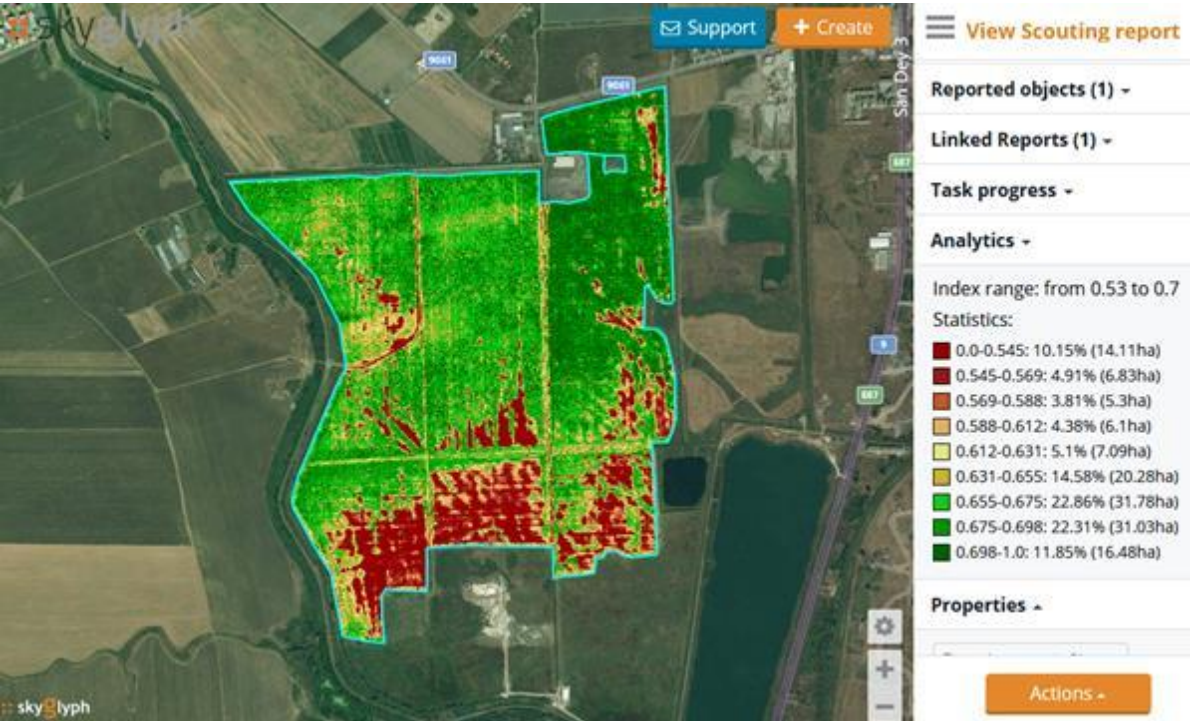 skyglyph
Support
+ Create
View Scouting report
9061
9061
San Dey 3
Reported objects (1)
Linked Reports (1)
887
Task progress
Analytics
Index range: from 0.53 to 0.7
Statistics:
9
0.0-0.545: 10.15% (14.11ha)
0.545-0.569: 4.91% (6.83ha)
887
0.569-0.588: 3.81% (5.3ha)
0.588-0.612: 4.38% (6.1ha)
0.612-0.631: 5.1% (7.09ha)
0.631-0.655: 14.58% (20.28ha)
0.655-0.675: 22.86% (31.78ha)
0.675-0.698: 22.31% (31.03ha)
0.698-1.0: 11.85% (16.48ha)
Properties
Actions
skyglyph